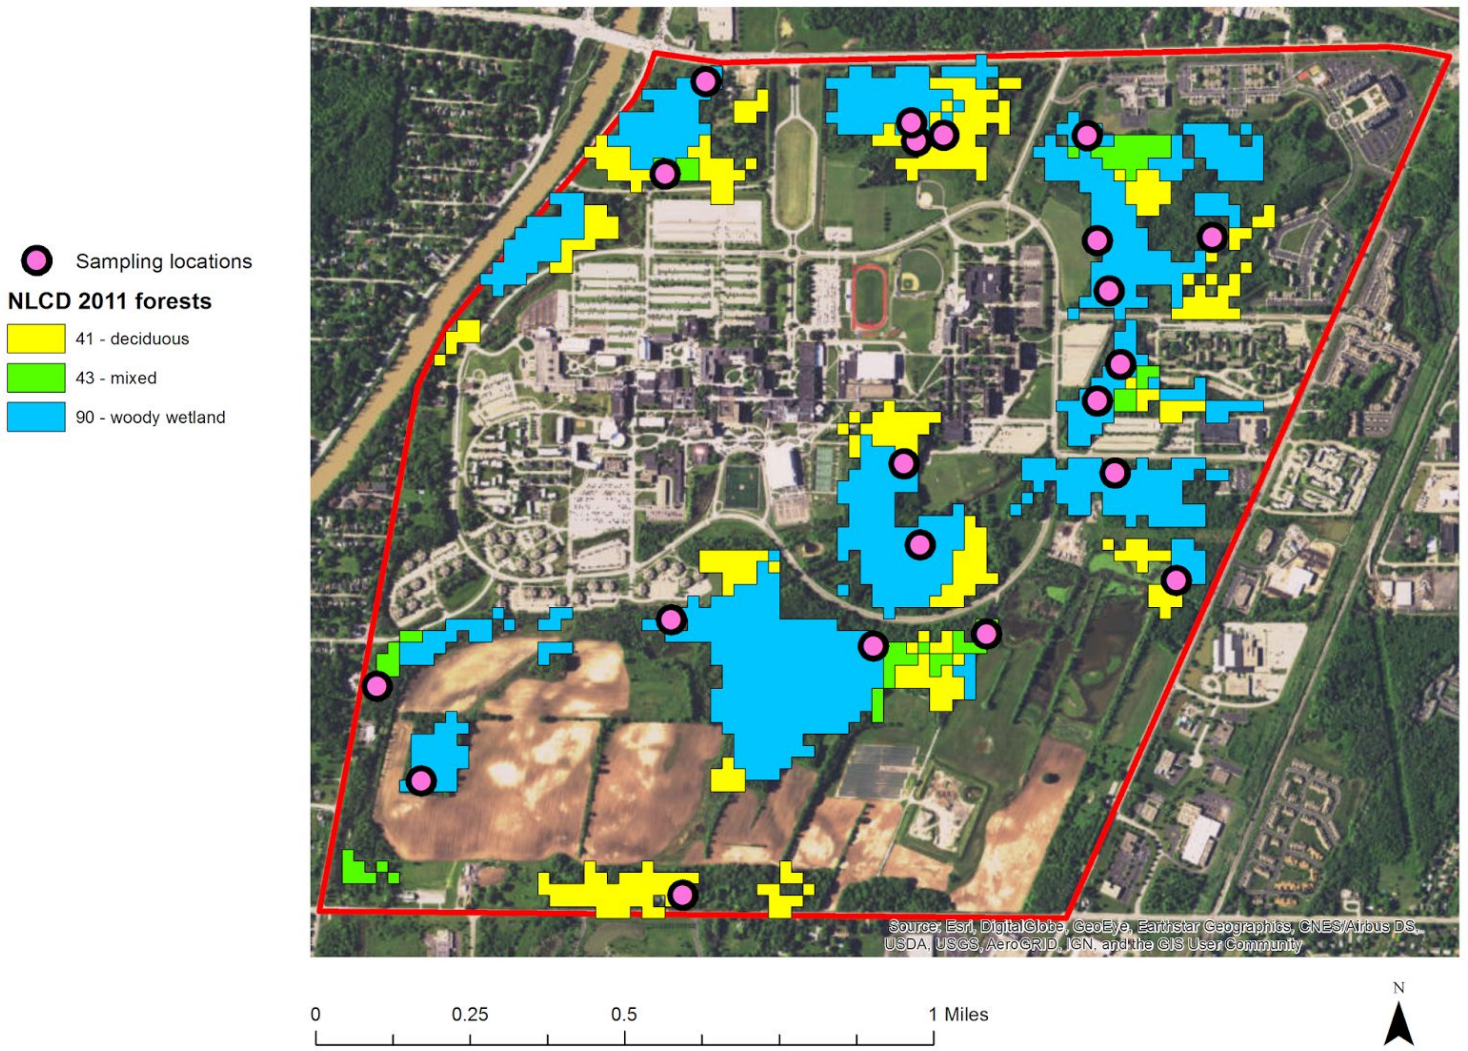 Sampling locations
NLCD 2011 forests
41 - deciduous
43 - mixed
90 - woody wetland
Source: Esri, DigitalGlobe, GeoEye, Earthstar Geographics, CNES/Airbus DS,
USDA, USGS, AeroGRID, IGN, and the GIS User Community
N
0 0.25 0.5 1 Miles